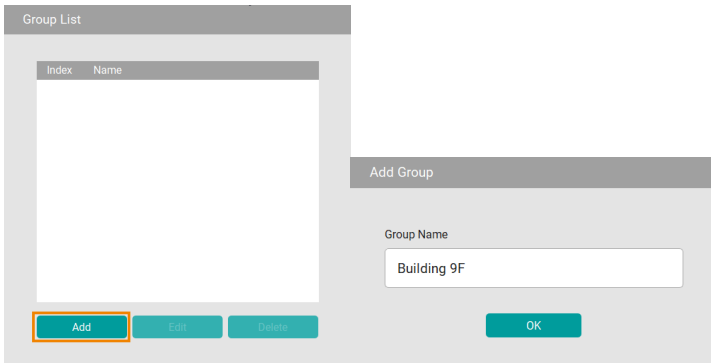 Group List
Index Name
Add Edit Delete
Add Group
Group Name
Building 9F
OK